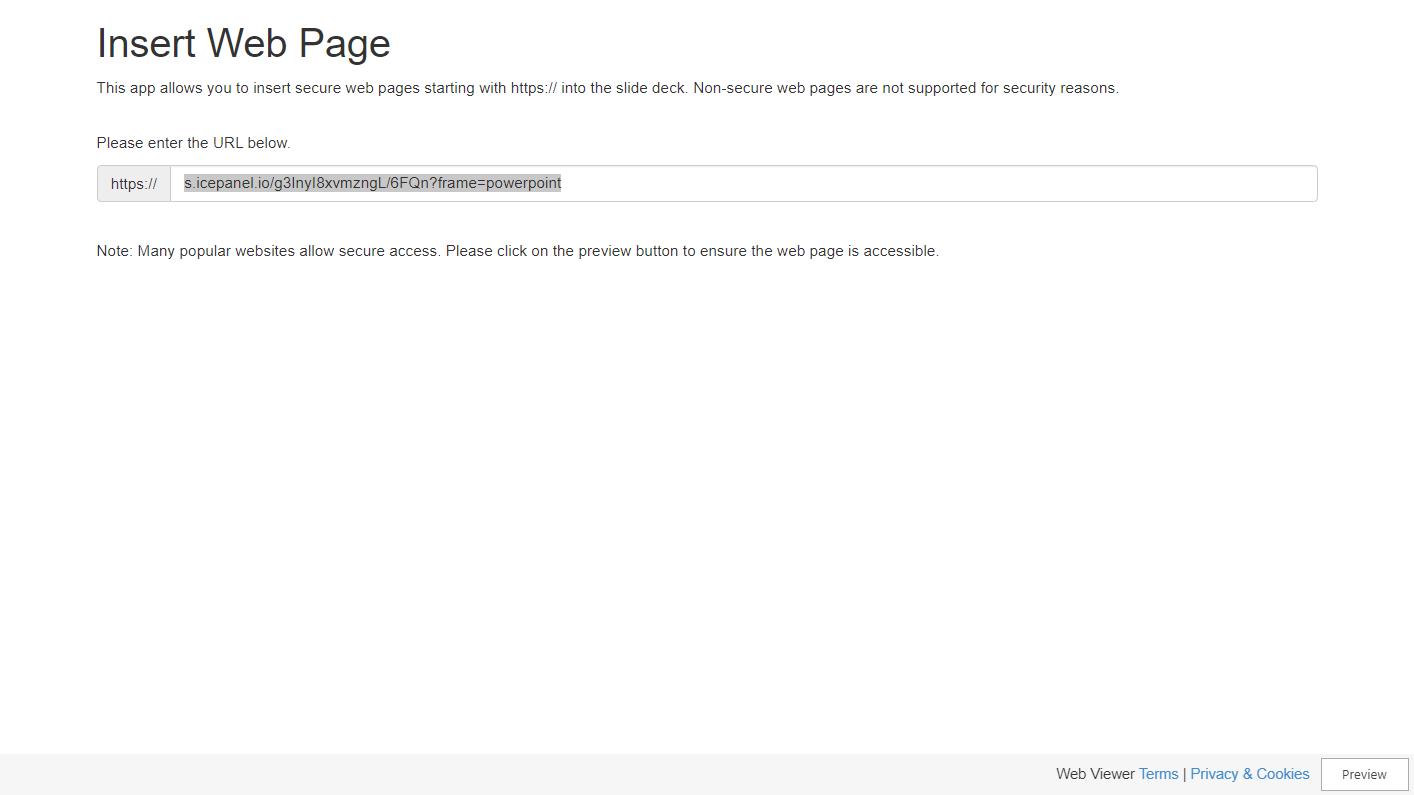 Insert Web Page
This app allows you to insert secure web pages starting with https:// into the slide deck. Non-secure web pages are not supported for security reasons.
Please enter the URL below.
https:// s.icepanel.io/g3InyI8xvmzngL/6FQn?frame=powerpoint
Note: Many popular websites allow secure access. Please click on the preview button to ensure the web page is accessible.
Web Viewer Terms | Privacy & Cookies Preview